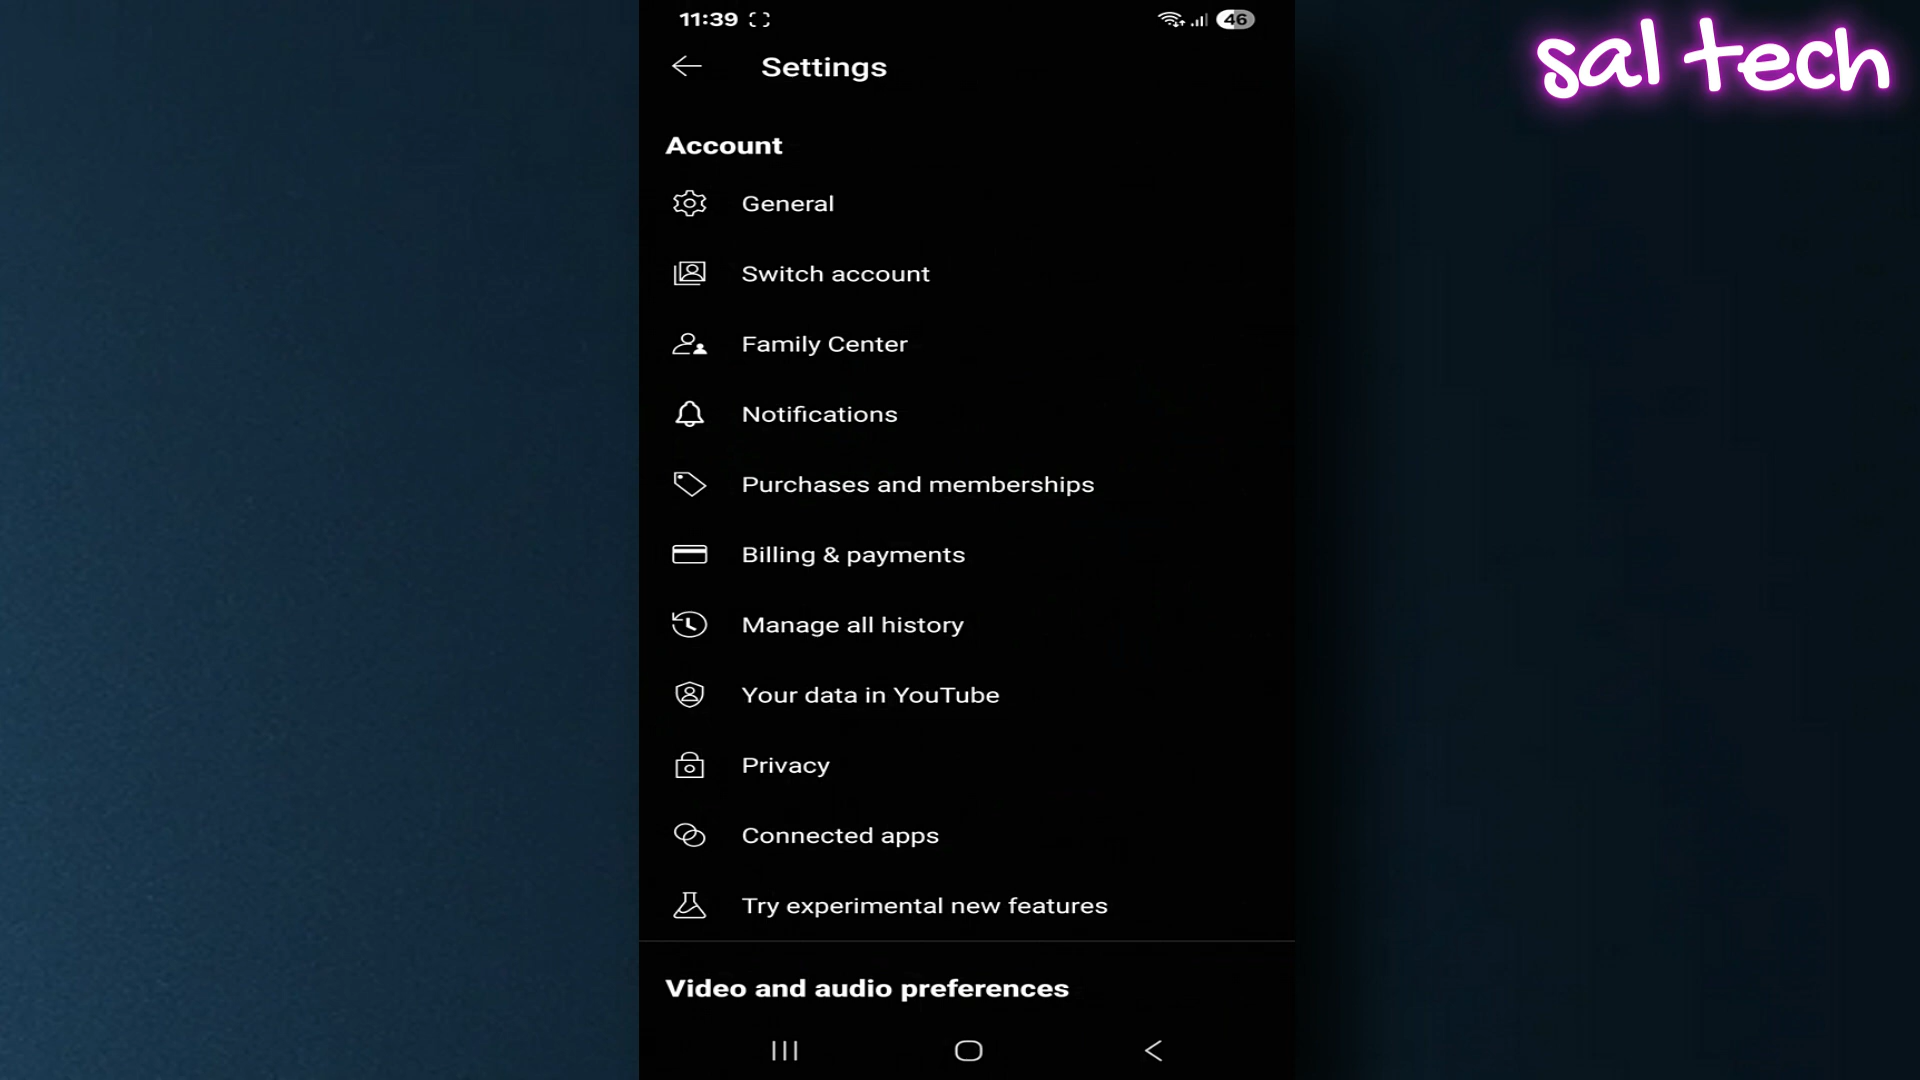 11:39
46
sal tech
Settings
Account
General
Switch account
Family Center
Notifications
Purchases and memberships
Billing & payments
Manage all history
Your data in YouTube
Privacy
Connected apps
Try experimental new features
Video and audio preferences